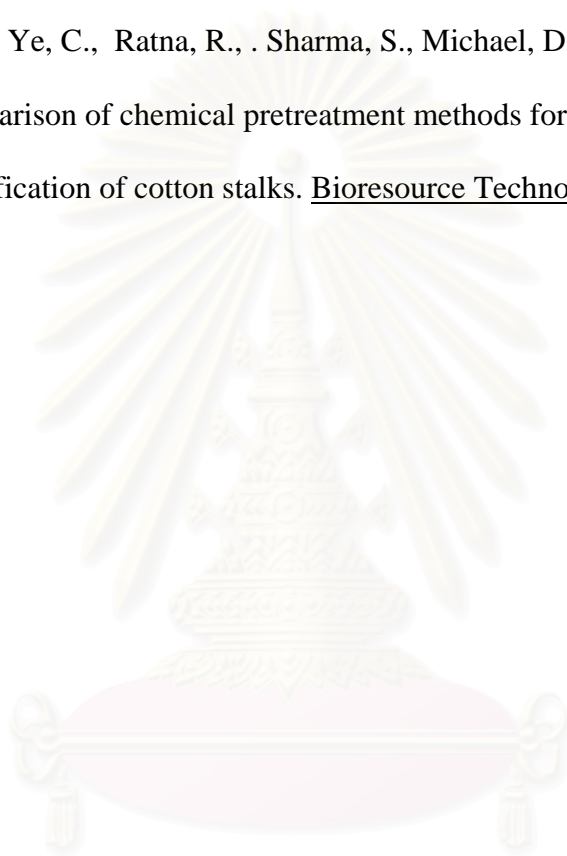 Ye, C., Ratna, R., . Sharma, S., Michael, D
arison of chemical pretreatment methods for
fication of cotton stalks. Bioresource Techno